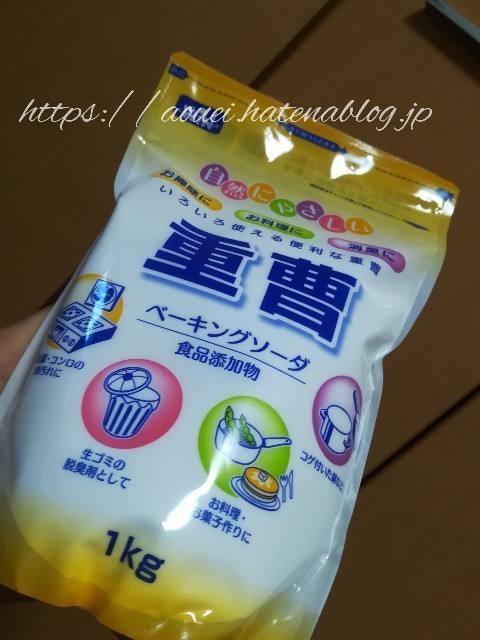 https://aouei.hatenablog.jp
自然にやさしい
お掃除に
お料理に
消臭に
いろいろ使える便利な重曹
重曹
ベーキングソーダ
食品添加物
コンロの
生ゴミの
脱臭剤として
お料理・
お菓子作りに
コゲ付いた
1kg